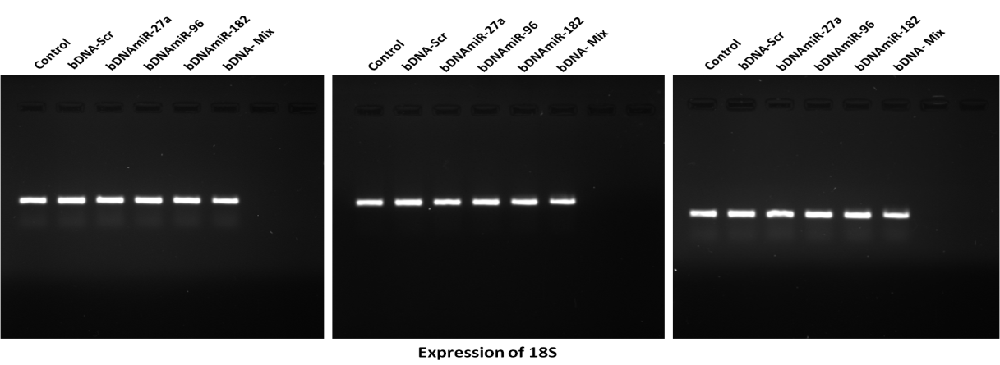 Control
bDNA-Scr
bDNAmiR-27a
bDNAmiR-96
bDNAmiR-182
bDNA- Mix
Control
bDNA-Scr
bDNAmiR-27a
bDNAmiR-96
bDNAmiR-182
bDNA- Mix
Control
bDNA-Scr
bDNAmiR-27a
bDNAmiR-96
bDNAmiR-182
bDNA- Mix
Expression of 18S